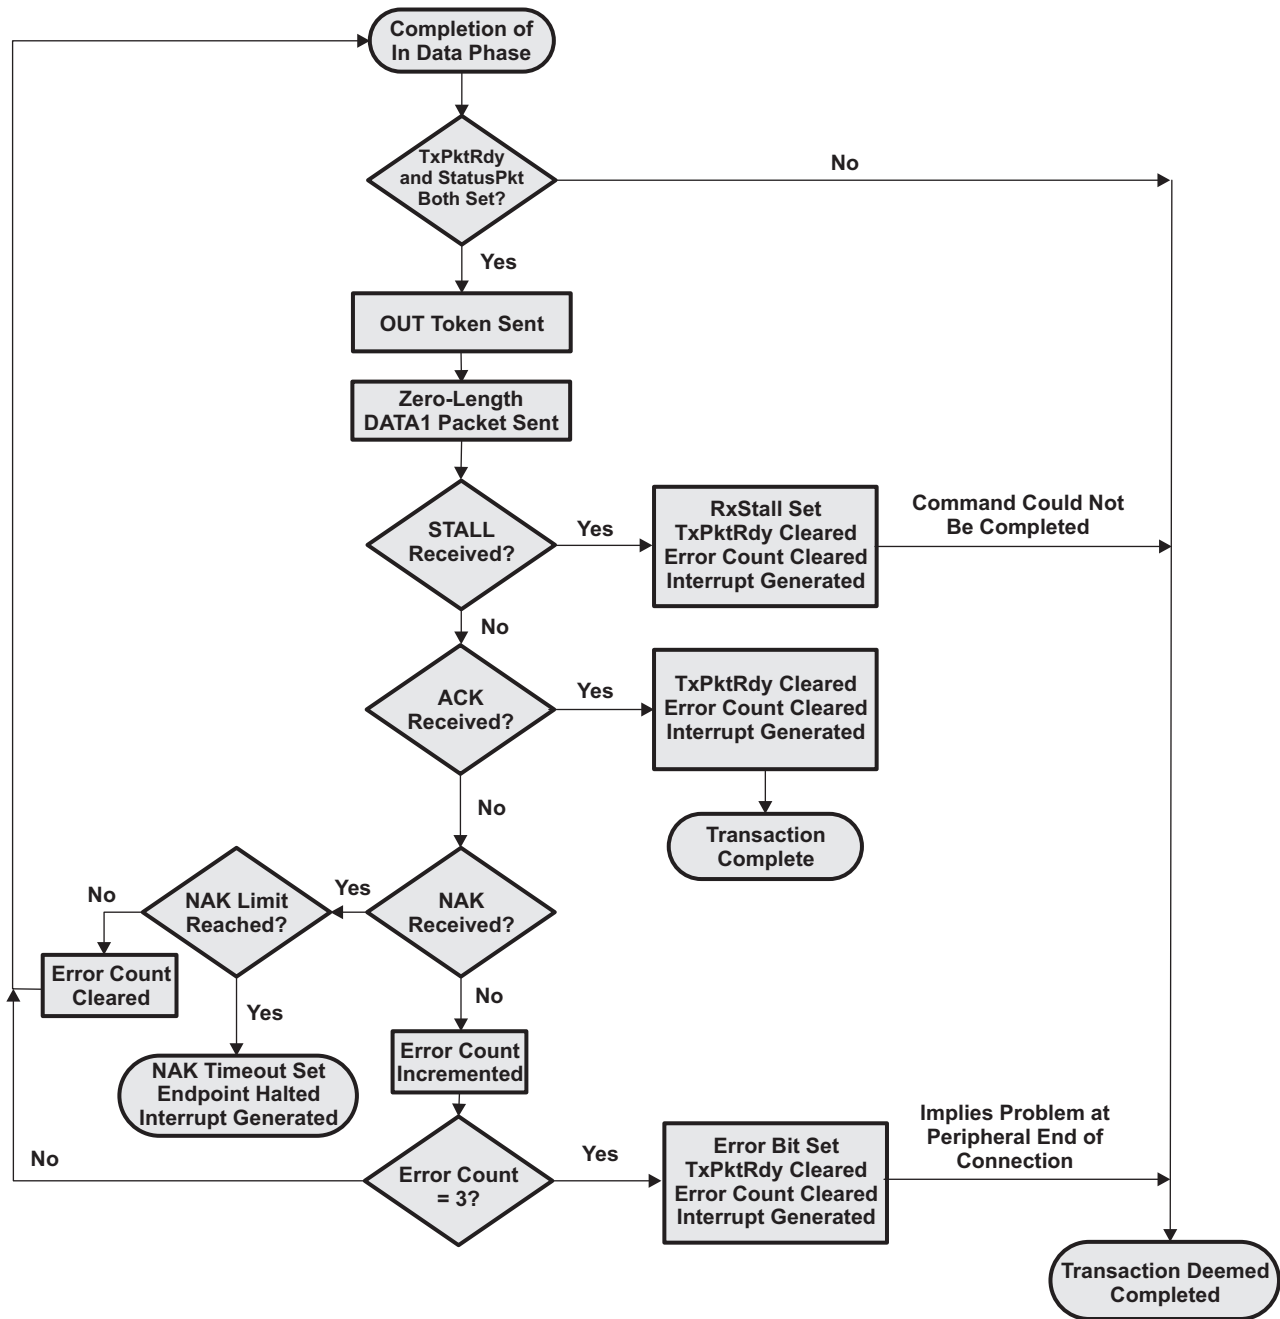 Completion of
In Data Phase
TxPktRdy
and StatusPkt
Both Set?
No
Yes
OUT Token Sent
Zero-Length
DATA1 Packet Sent
STALL
Received?
Yes
RxStall Set
TxPktRdy Cleared
Error Count Cleared
Interrupt Generated
Command Could Not
Be Completed
No
ACK
Received?
Yes
TxPktRdy Cleared
Error Count Cleared
Interrupt Generated
No
Transaction
Complete
NAK
Received?
Yes
NAK Limit
Reached?
No
Error Count
Cleared
Yes
NAK Timeout Set
Endpoint Halted
Interrupt Generated
No
Error Count
Incremented
Error Count
= 3?
No
Yes
Error Bit Set
TxPktRdy Cleared
Error Count Cleared
Interrupt Generated
Implies Problem at
Peripheral End of
Connection
Transaction Deemed
Completed